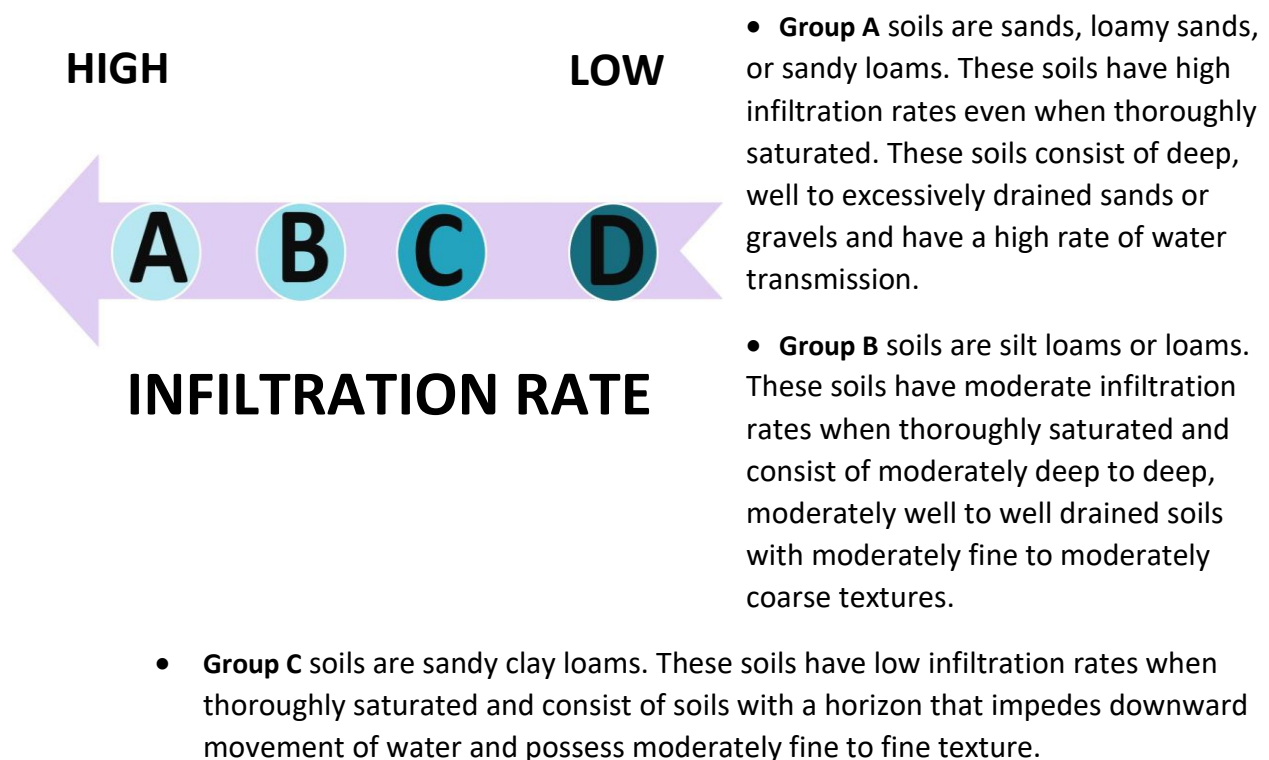 HIGH
LOW
A B C D
INFILTRATION RATE
• Group A soils are sands, loamy sands,
or sandy loams. These soils have high
infiltration rates even when thoroughly
saturated. These soils consist of deep,
well to excessively drained sands or
gravels and have a high rate of water
transmission.
• Group B soils are silt loams or loams.
These soils have moderate infiltration
rates when thoroughly saturated and
consist of moderately deep to deep,
moderately well to well drained soils
with moderately fine to moderately
coarse textures.
• Group C soils are sandy clay loams. These soils have low infiltration rates when
thoroughly saturated and consist of soils with a horizon that impedes downward
movement of water and possess moderately fine to fine texture.